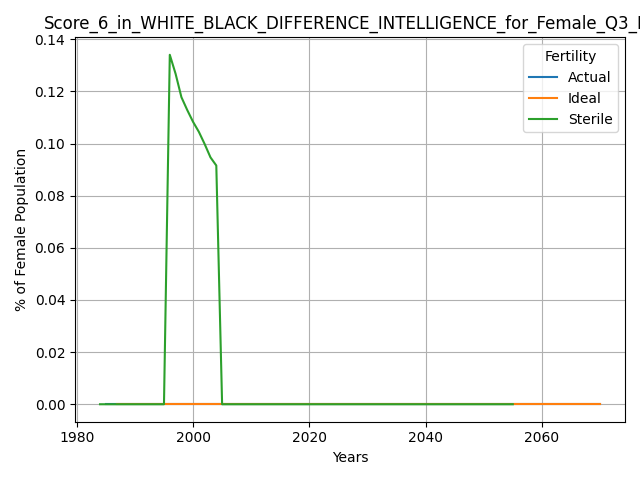 Score_6_in_WHITE_BLACK_DIFFERENCE_INTELLIGENCE_for_Female_Q3_
% of Female Population
0.14
0.12
0.10
0.08
0.06
0.04
0.02
0.00
Fertility
Actual
Ideal
Sterile
1980
2000
2020
2040
2060
Years